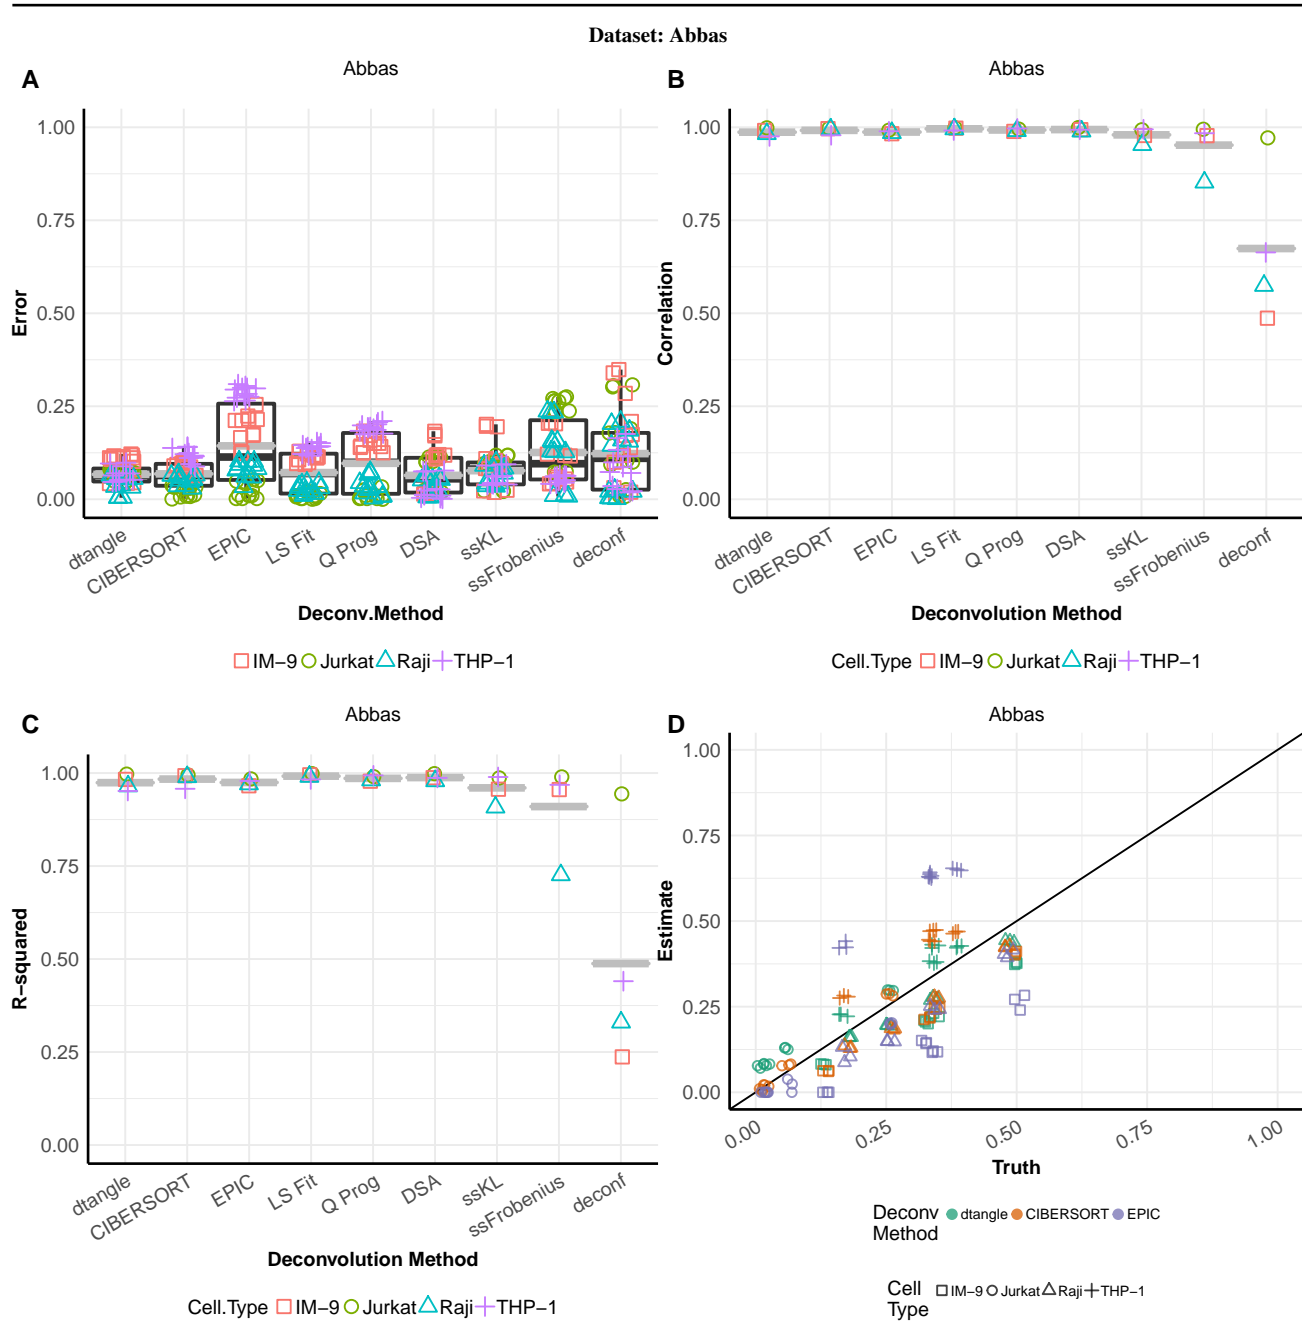 Dataset: Abbas
A
Abbas
1.00
0.75
0.50
0.25
0.00
Error
dtangle
CIBERSORT
EPIC
LS Fit
Q Prog
DSA
ssKL
ssFrobenius
deconf
Deconv.Method
IM−9 Jurkat Raji THP−1
B
Abbas
1.00
0.75
0.50
0.25
0.00
Correlation
dtangle
CIBERSORT
EPIC
LS Fit
Q Prog
DSA
ssKL
ssFrobenius
deconf
Deconvolution Method
Cell.Type IM−9 Jurkat Raji THP−1
C
Abbas
1.00
0.75
0.50
0.25
0.00
R−squared
dtangle
CIBERSORT
EPIC
LS Fit
Q Prog
DSA
ssKL
ssFrobenius
deconf
Deconvolution Method
Cell.Type IM−9 Jurkat Raji THP−1
D
Abbas
1.00
0.75
0.50
0.25
0.00
Estimate
0.00
0.25
0.50
0.75
1.00
Truth
Deconv
Method
dtangle CIBERSORT EPIC
Cell
Type
IM−9 Jurkat Raji THP−1